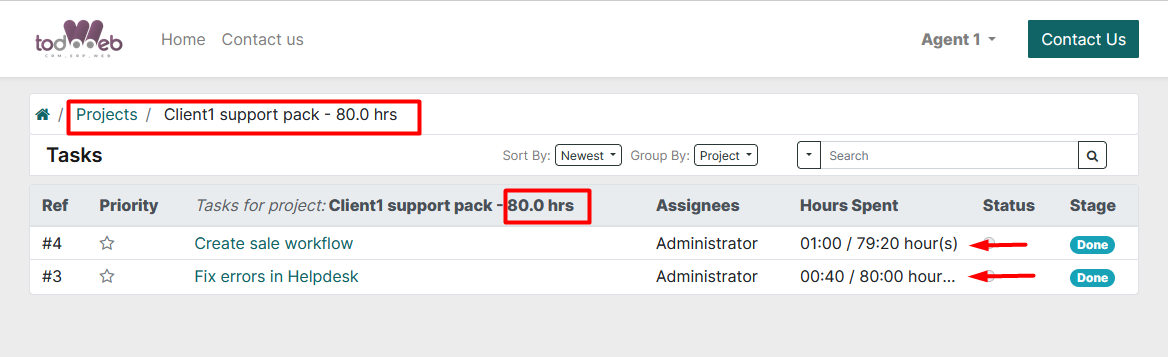 todooweb
CRM_ERP_WEB
Home Contact us Agent 1 Contact Us
/ Projects / Client1 support pack - 80.0 hrs
Tasks Sort By: Newest Group By: Project Search
Ref Priority Tasks for project: Client1 support pack - 80.0 hrs Assignees Hours Spent Status Stage
#4 Create sale workflow Administrator 01:00 / 79:20 hour(s) Done
#3 Fix errors in Helpdesk Administrator 00:40 / 80:00 hour... Done